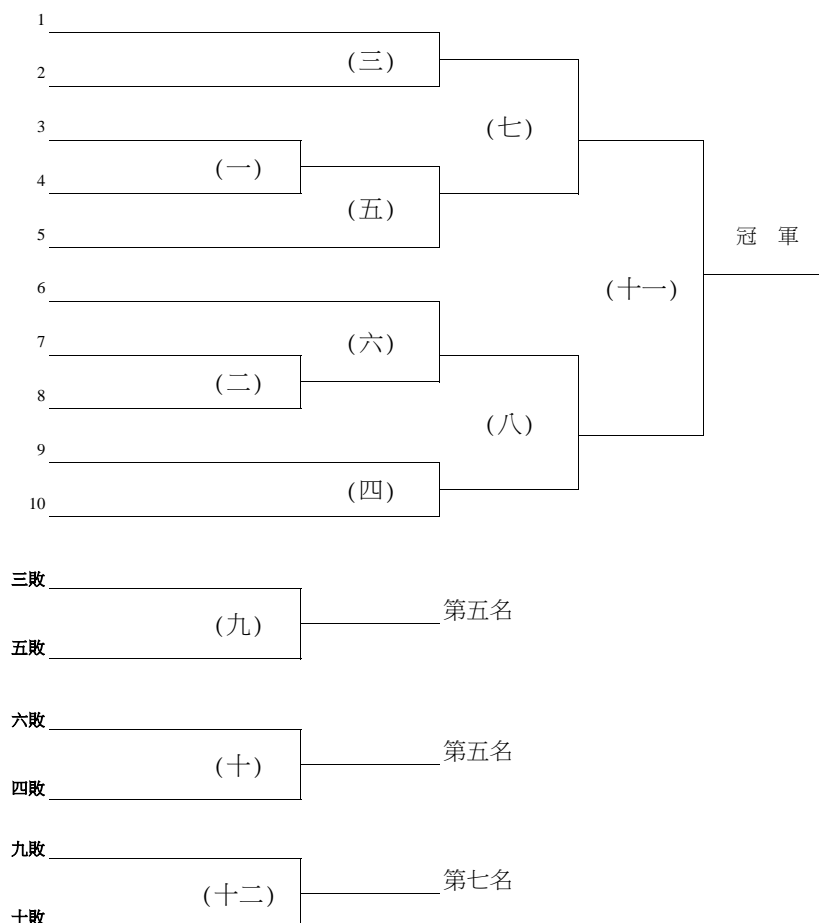 1
(三)
2
(七)
3
(一)
4
(五)
5
冠 軍
(十一)
6
(六)
7
(二)
8
(八)
9
(四)
10
三敗
(九)
第五名
五敗
六敗
(十)
第五名
四敗
九敗
(十二)
第七名
十敗